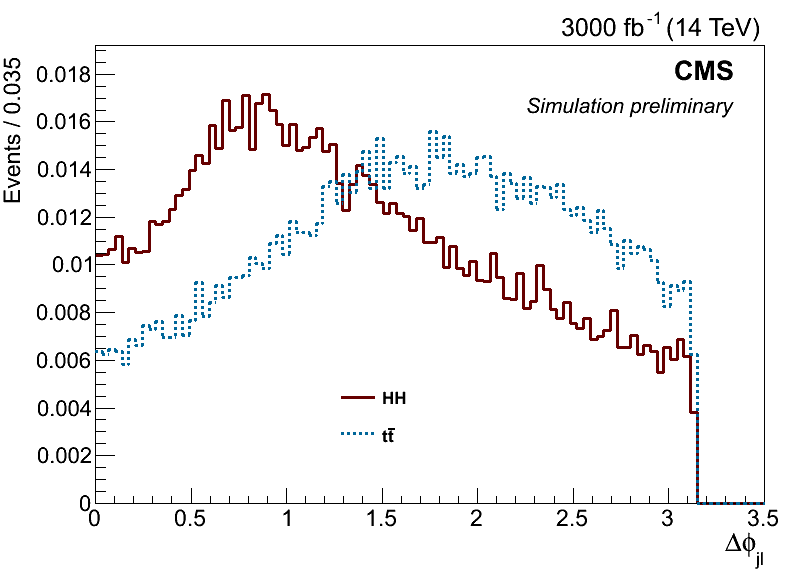 3000 fb⁻¹ (14 TeV)
CMS
Simulation preliminary
Events / 0.035
0.018
0.016
0.014
0.012
0.01
0.008
0.006
0.004
0.002
0
HH
tt̄
0 0.5 1 1.5 2 2.5 3 3.5
Δϕ_jl